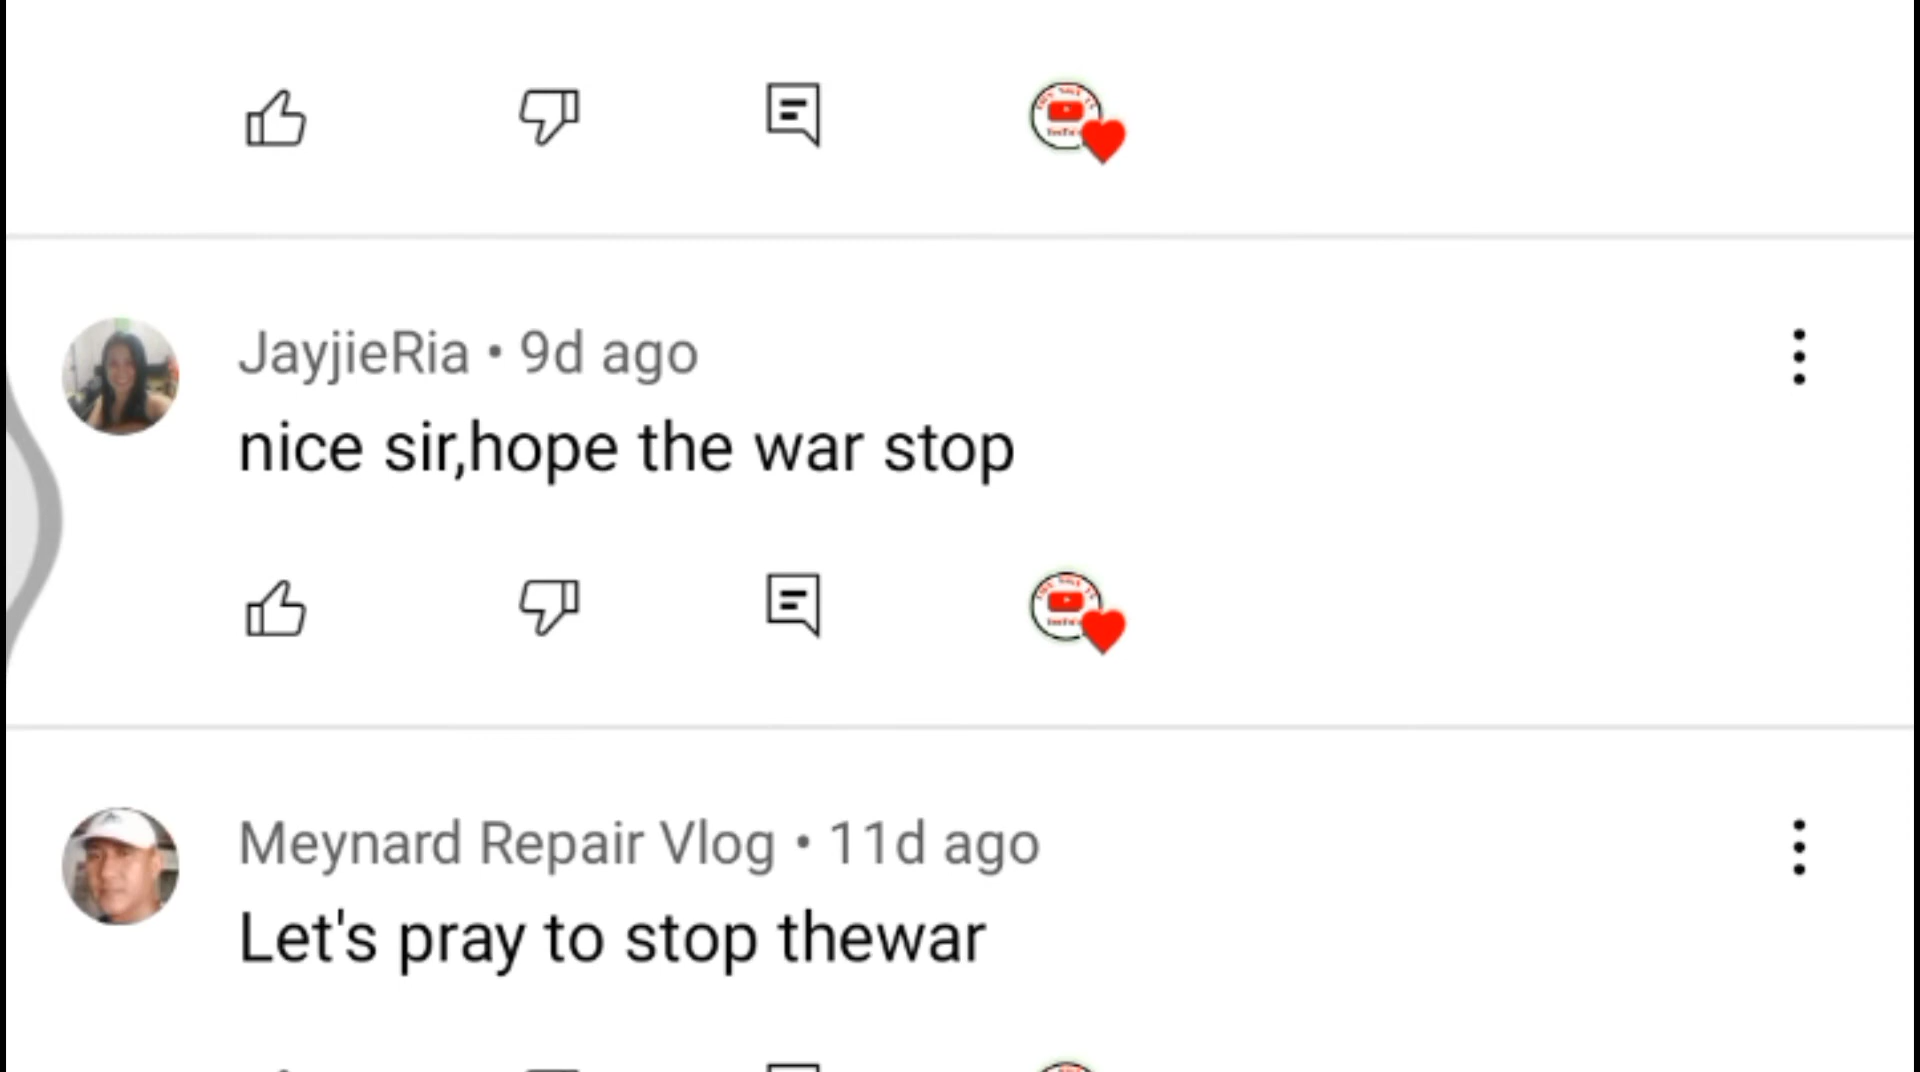 JayjieRia • 9d ago
nice sir,hope the war stop
Meynard Repair Vlog • 11d ago
Let's pray to stop thewar